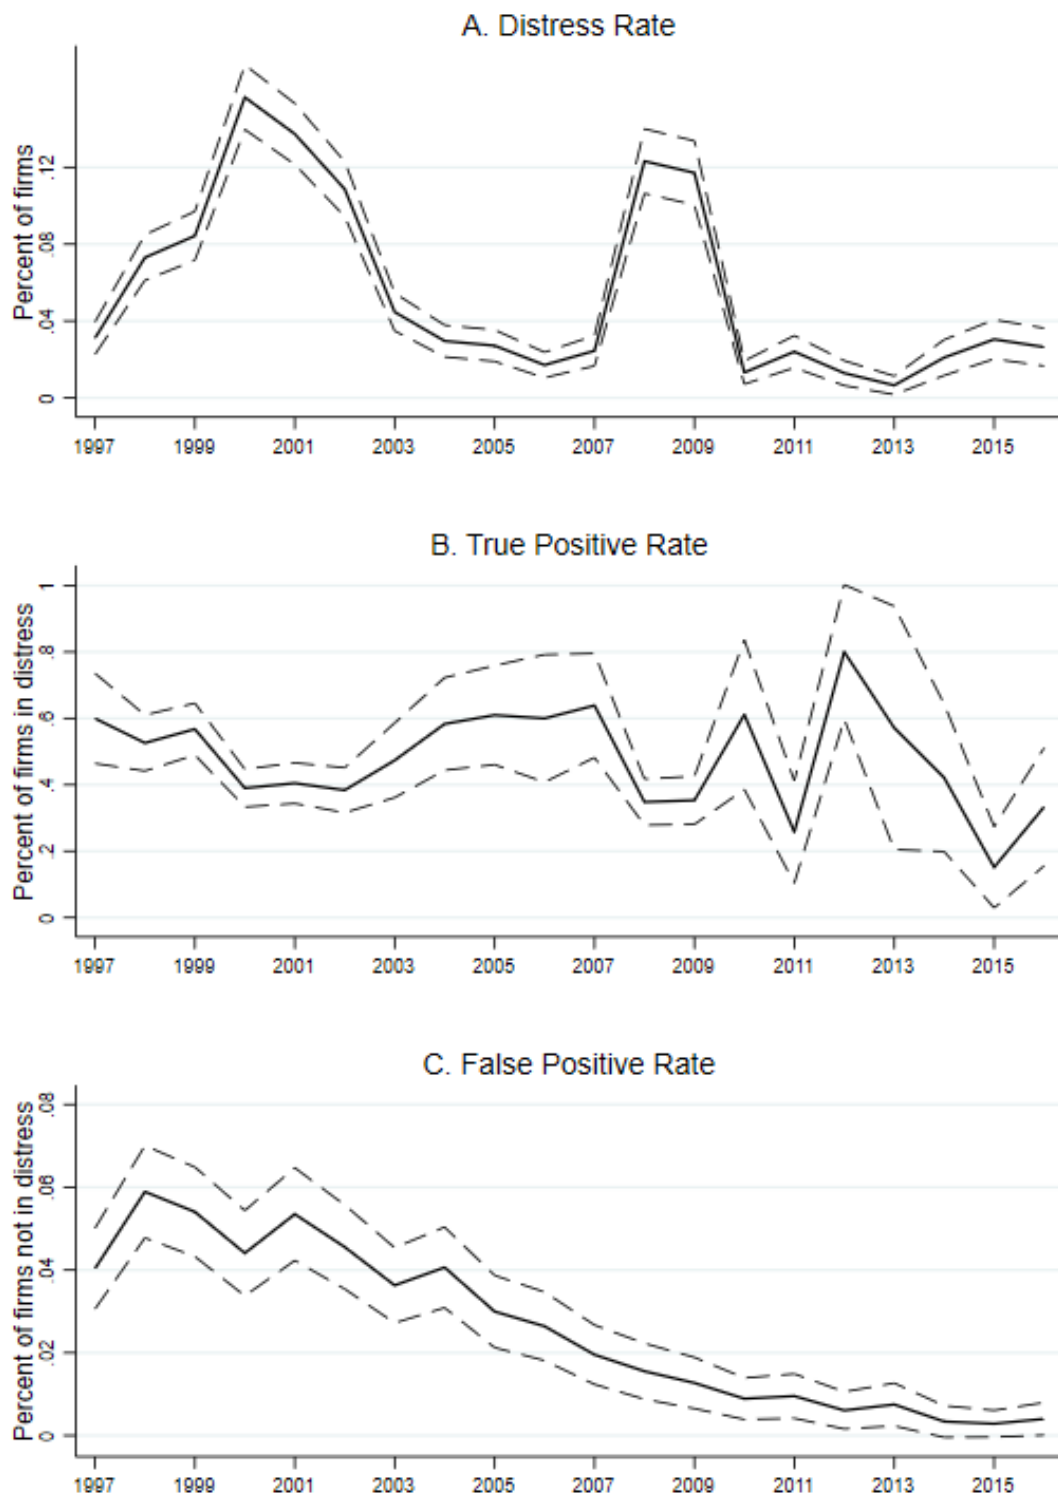 A. Distress Rate
Percent of firms
.12
.08
.04
0
1997 1999 2001 2003 2005 2007 2009 2011 2013 2015
B. True Positive Rate
Percent of firms in distress
1
.8
.6
.4
.2
0
1997 1999 2001 2003 2005 2007 2009 2011 2013 2015
C. False Positive Rate
Percent of firms not in distress
.08
.06
.04
.02
0
1997 1999 2001 2003 2005 2007 2009 2011 2013 2015